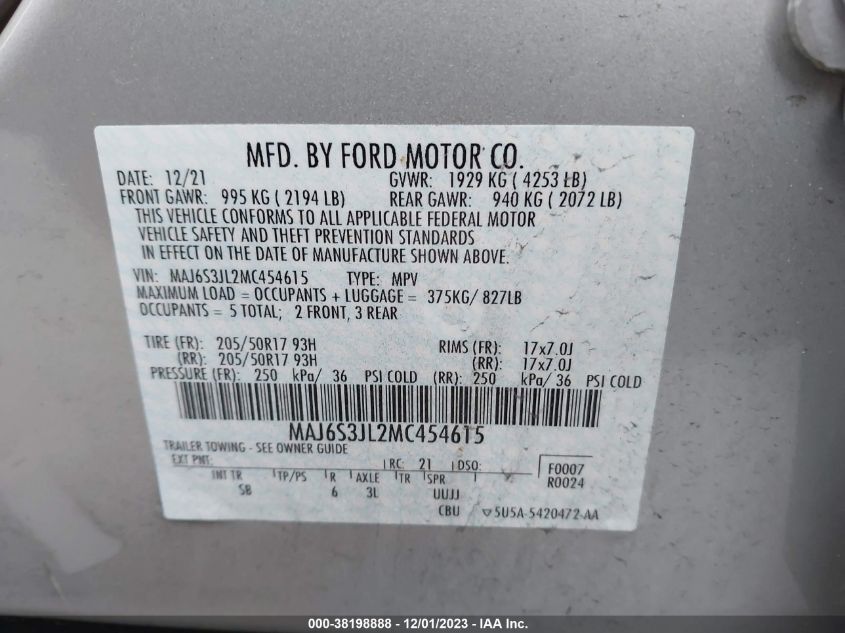 MFD. BY FORD MOTOR CO.
DATE: 12/21 GVWR: 1929 KG ( 4253 LB)
FRONT GAWR: 995 KG ( 2194 LB) REAR GAWR: 940 KG ( 2072 LB)
THIS VEHICLE CONFORMS TO ALL APPLICABLE FEDERAL MOTOR
VEHICLE SAFETY AND THEFT PREVENTION STANDARDS
IN EFFECT ON THE DATE OF MANUFACTURE SHOWN ABOVE.
VIN: MAJ6S3JL2MC454615 TYPE: MPV
MAXIMUM LOAD = OCCUPANTS + LUGGAGE = 375KG/ 827LB
OCCUPANTS = 5 TOTAL; 2 FRONT, 3 REAR
TIRE (FR): 205/50R17 93H RIMS (FR): 17x7.0J
(RR): 205/50R17 93H (RR): 17x7.0J
PRESSURE (FR): 250 kPa/ 36 PSI COLD (RR): 250 kPa/ 36 PSI COLD
MAJ6S3JL2MC454615
TRAILER TOWING - SEE OWNER GUIDE
EXT PNT: RC: 21 DSO: F0007
R0024
INT TR TP/PS R AXLE TR SPR
SB 6 3L UUJJ
CBU ▽5U5A-5420472-AA
000-38198888 - 12/01/2023 - IAA Inc.